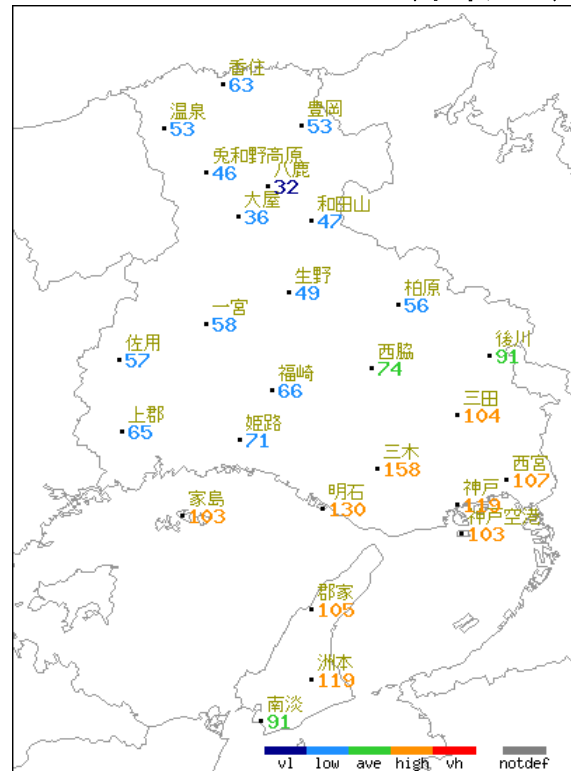 香住
63
温泉
53
豊岡
53
兎和野高原
46
八鹿
32
大屋
36
和田山
47
生野
49
柏原
56
一宮
58
佐用
57
西脇
74
後川
91
福崎
66
三田
104
上郡
65
姫路
71
三木
158
西宮
107
家島
103
明石
130
神戸
119
神戸空港
103
郡家
105
洲本
119
南淡
91
vl low ave high vh notdef